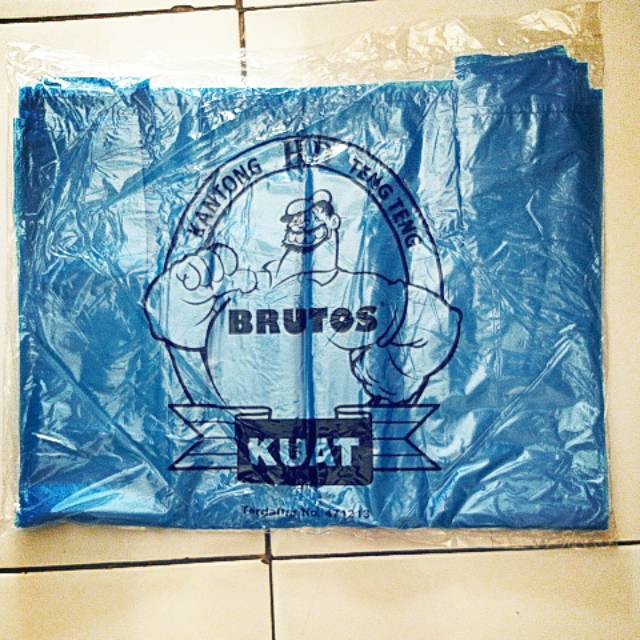 KANTONG HD TENG TENG
BRUTOS
KUAT
Terdaftar No. 471213